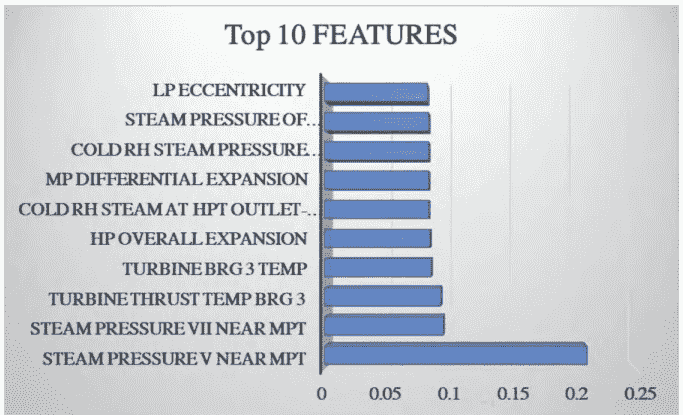 Top 10 FEATURES
LP ECCENTRICITY
STEAM PRESSURE OF...
COLD RH STEAM PRESSURE...
MP DIFFERENTIAL EXPANSION
COLD RH STEAM AT HPT OUTLET-...
HP OVERALL EXPANSION
TURBINE BRG 3 TEMP
TURBINE THRUST TEMP BRG 3
STEAM PRESSURE VII NEAR MPT
STEAM PRESSURE V NEAR MPT
0 0.05 0.1 0.15 0.2 0.25